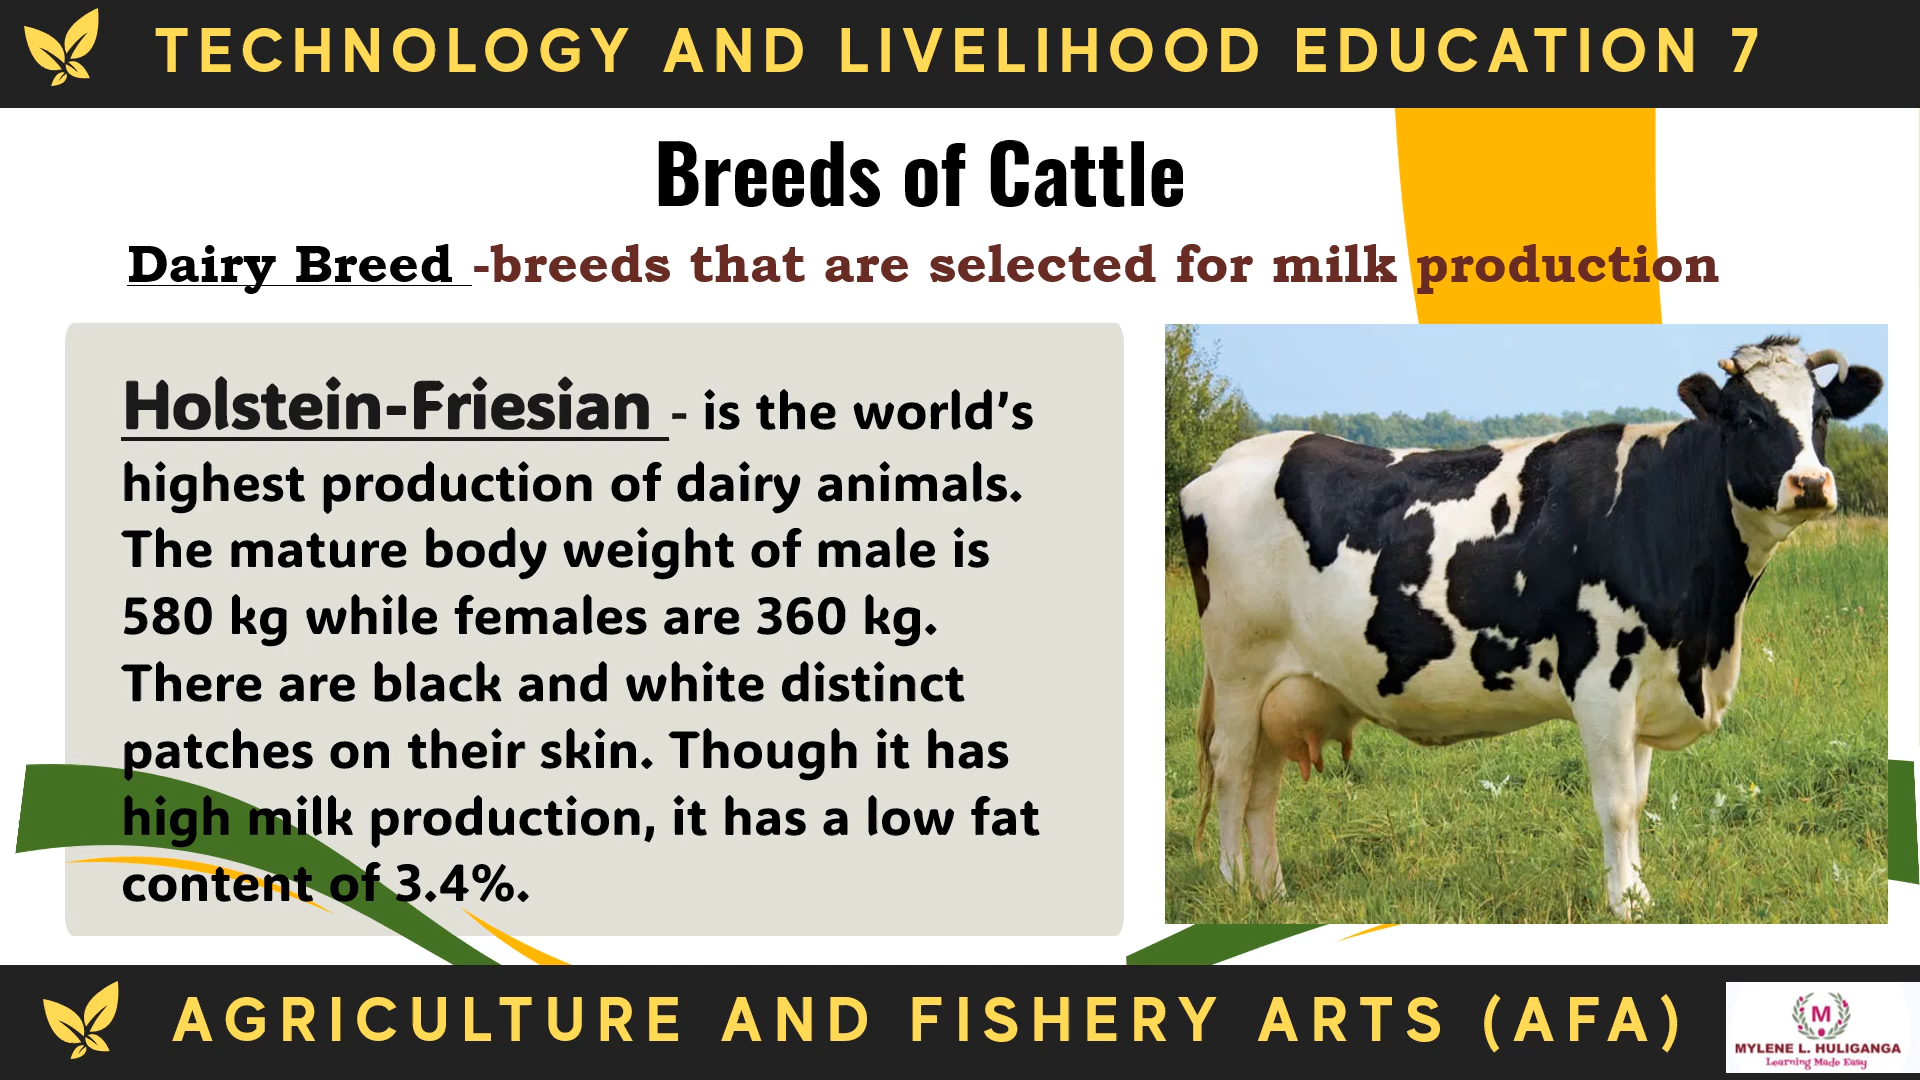 TECHNOLOGY AND LIVELIHOOD EDUCATION 7
Breeds of Cattle
Dairy Breed -breeds that are selected for milk production
Holstein-Friesian - is the world’s
highest production of dairy animals.
The mature body weight of male is
580 kg while females are 360 kg.
There are black and white distinct
patches on their skin. Though it has
high milk production, it has a low fat
content of 3.4%.
AGRICULTURE AND FISHERY ARTS (AFA)
M
MYLENE L. HULIGANGA
Learning Made Easy